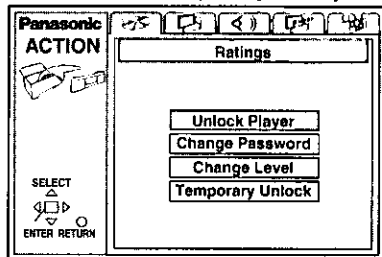 Panasonic
ACTION
Ratings
Unlock Player
Change Password
Change Level
Temporary Unlock
SELECT
ENTER RETURN